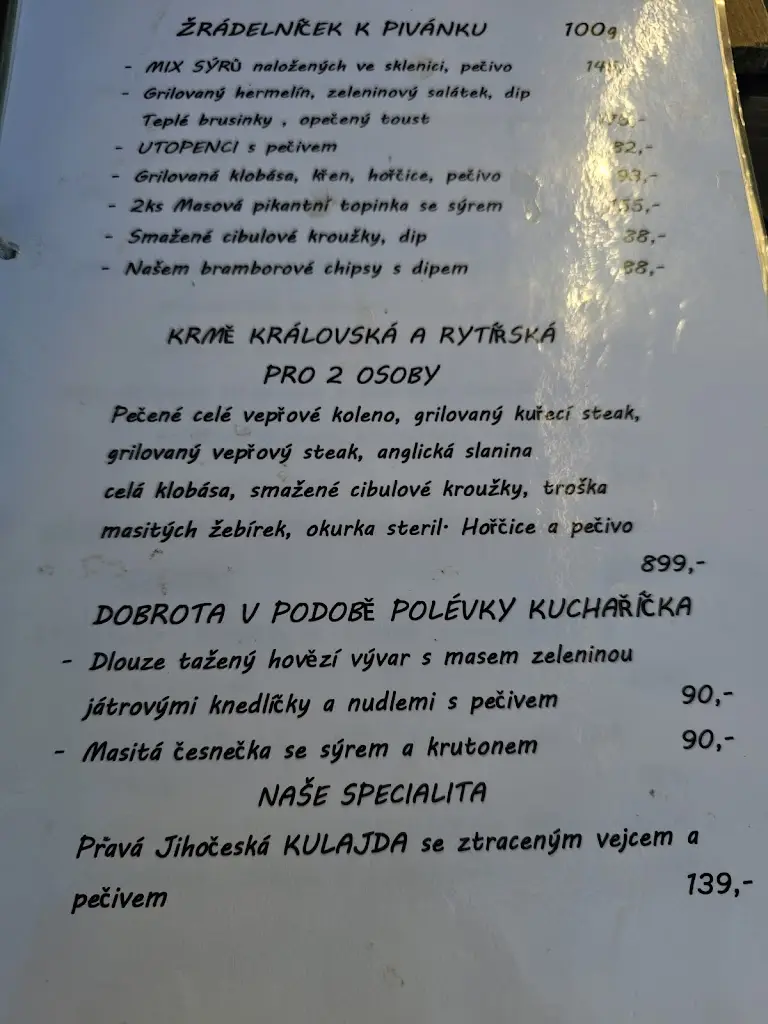 ŽRÁDELNÍČEK K PIVÁNKU 100g
- MIX SÝRŮ naložených ve sklenici, pečivo
- Grilovaný hermelín, zeleninový salátek, dip
Teplé brusinky , opečený toust
- UTOPENCI s pečivem 82,-
- Grilovaná klobása, křen, hořčice, pečivo 93,-
- 2ks Masová pikantní topinka se sýrem
- Smažené cibulové kroužky, dip 88,-
- Našem bramborové chipsy s dipem 88,-
KRMĚ KRÁLOVSKÁ A RYTÍŘSKÁ
PRO 2 OSOBY
Pečené celé vepřové koleno, grilovaný kuřecí steak,
grilovaný vepřový steak, anglická slanina
celá klobása, smažené cibulové kroužky, troška
masitých žebírek, okurka steril. Hořčice a pečivo
899,-
DOBROTA V PODOBĚ POLÉVKY KUCHAŘÍČKA
- Dlouze tažený hovězí vývar s masem zeleninou
játrovými knedlíčky a nudlemi s pečivem 90,-
- Masitá česnečka se sýrem a krutonem 90,-
NAŠE SPECIALITA
Přavá Jihočeská KULAJDA se ztraceným vejcem a
pečivem 139,-